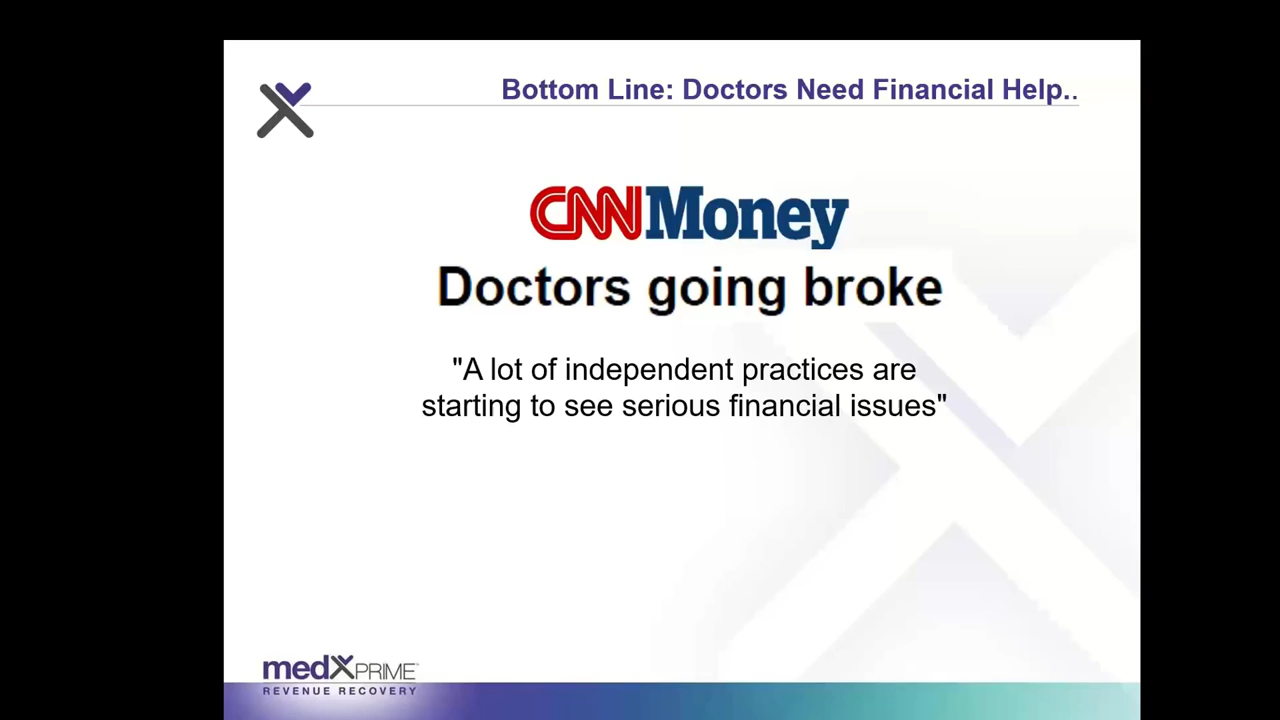 Bottom Line: Doctors Need Financial Help..
CNNMoney
Doctors going broke
"A lot of independent practices are
starting to see serious financial issues"
medXPRIME™
REVENUE RECOVERY